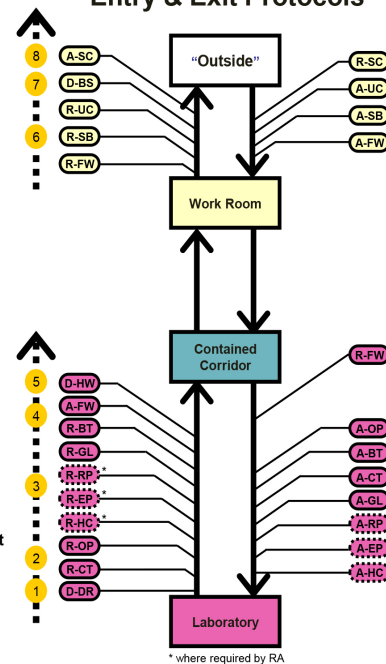 Entry & Exit Protocols
8
A-SC
"Outside"
R-SC
7
D-BS
A-UC
R-UC
A-SB
6
R-SB
A-FW
R-FW
Work Room
Contained
Corridor
R-FW
5
D-HW
4
A-FW
R-BT
A-OP
R-GL
A-BT
R-RP *
A-CT
3
R-EP *
A-GL
R-HC *
A-RP
t
R-OP
A-EP
2
R-CT
A-HC
1
D-DR
Laboratory
* where required by RA